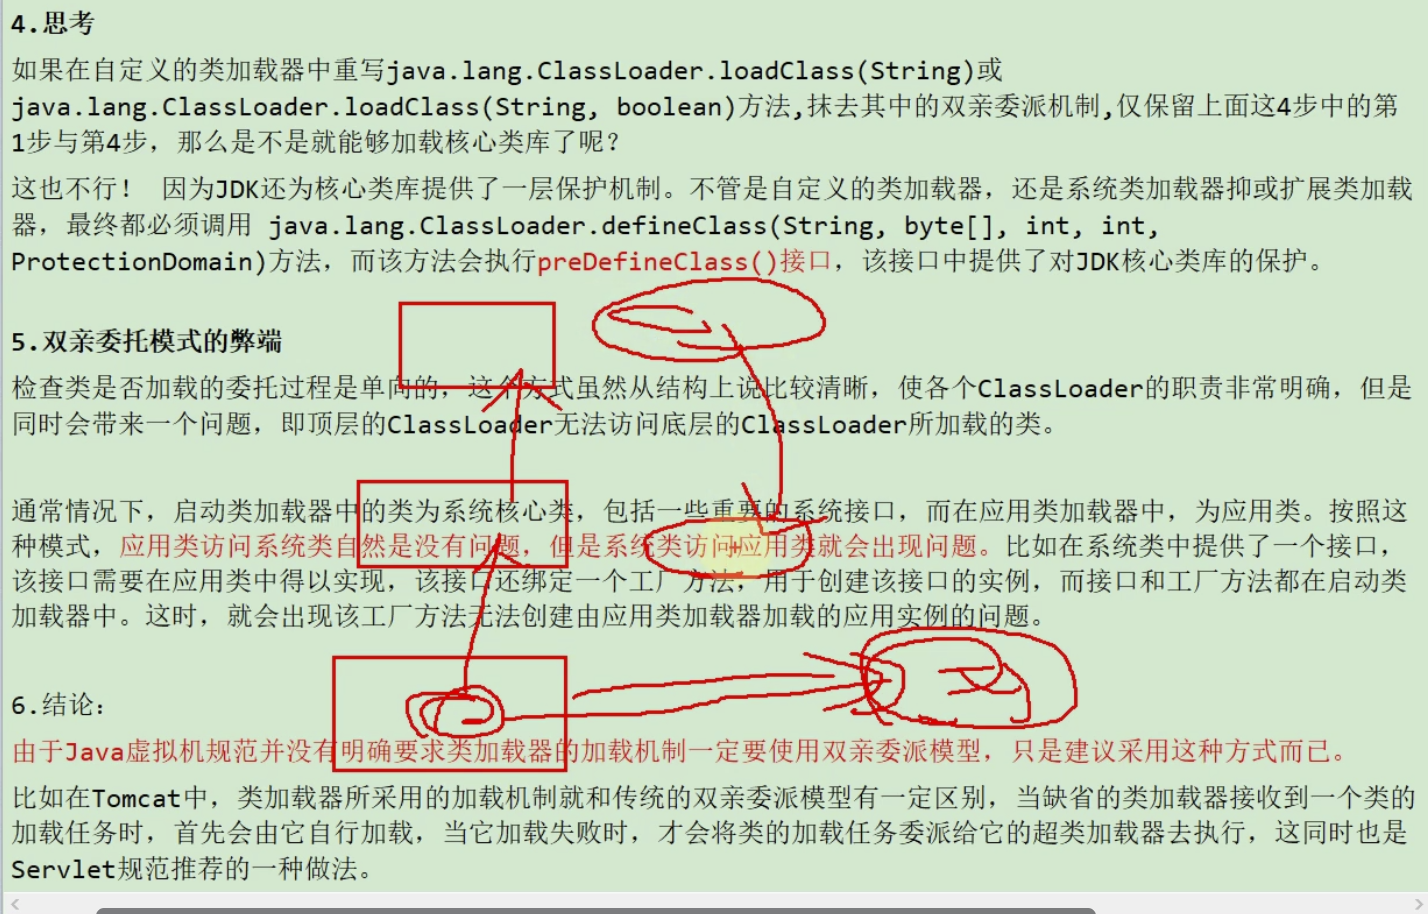 4.思考
如果在自定义的类加载器中重写java.lang.ClassLoader.loadClass(String)或
java.lang.ClassLoader.loadClass(String, boolean)方法,抹去其中的双亲委派机制,仅保留上面这4步中的第
1步与第4步，那么是不是就能够加载核心类库了呢？
这也不行！ 因为JDK还为核心类库提供了一层保护机制。不管是自定义的类加载器，还是系统类加载器抑或扩展类加载
器，最终都必须调用 java.lang.ClassLoader.defineClass(String, byte[], int, int,
ProtectionDomain)方法，而该方法会执行preDefineClass()接口，该接口中提供了对JDK核心类库的保护。
5.双亲委托模式的弊端
检查类是否加载的委托过程是单向的，这个方式虽然从结构上说比较清晰，使各个ClassLoader的职责非常明确，但是
同时会带来一个问题，即顶层的ClassLoader无法访问底层的ClassLoader所加载的类。
通常情况下，启动类加载器中的类为系统核心类，包括一些重要的系统接口，而在应用类加载器中，为应用类。按照这
种模式，应用类访问系统类自然是没有问题，但是系统类访问应用类就会出现问题。比如在系统类中提供了一个接口，
该接口需要在应用类中得以实现，该接口还绑定一个工厂方法，用于创建该接口的实例，而接口和工厂方法都在启动类
加载器中。这时，就会出现该工厂方法无法创建由应用类加载器加载的应用实例的问题。
6.结论：
由于Java虚拟机规范并没有明确要求类加载器的加载机制一定要使用双亲委派模型，只是建议采用这种方式而已。
比如在Tomcat中，类加载器所采用的加载机制就和传统的双亲委派模型有一定区别，当缺省的类加载器接收到一个类的
加载任务时，首先会由它自行加载，当它加载失败时，才会将类的加载任务委派给它的超类加载器去执行，这同时也是
Servlet规范推荐的一种做法。